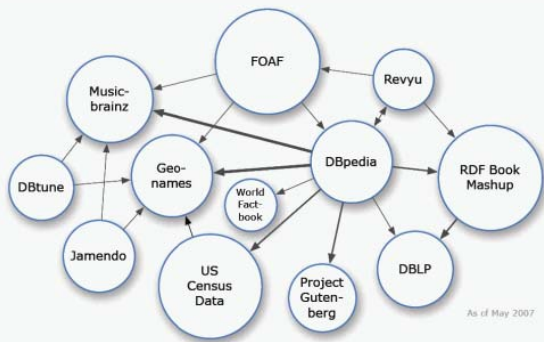 FOAF
Music-
brainz
Revyu
DBpedia
RDF Book
Mashup
Geo-
names
DBtune
World
Fact-
book
Jamendo
US
Census
Data
Project
Guten-
berg
DBLP
As of May 2007